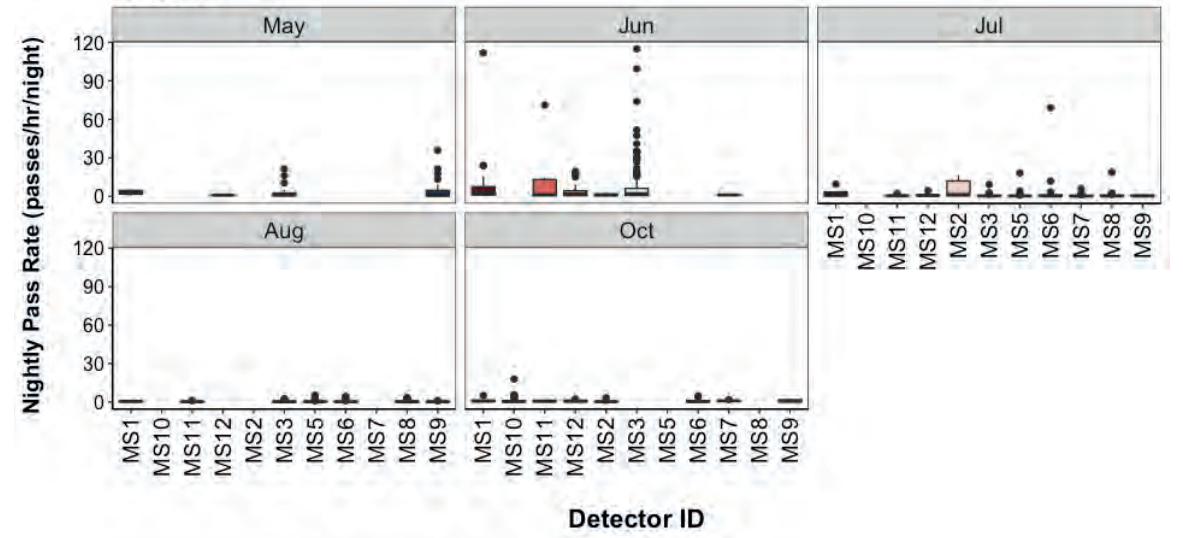 May
Jun
Jul
Nightly Pass Rate (passes/hr/night)
120
90
60
30
0
MS1
MS10
MS11
MS12
MS2
MS3
MS5
MS6
MS7
MS8
MS9
Aug
Oct
120
90
60
30
0
MS1
MS10
MS11
MS12
MS2
MS3
MS5
MS6
MS7
MS8
MS9
MS1
MS10
MS11
MS12
MS2
MS3
MS5
MS6
MS7
MS8
MS9
Detector ID